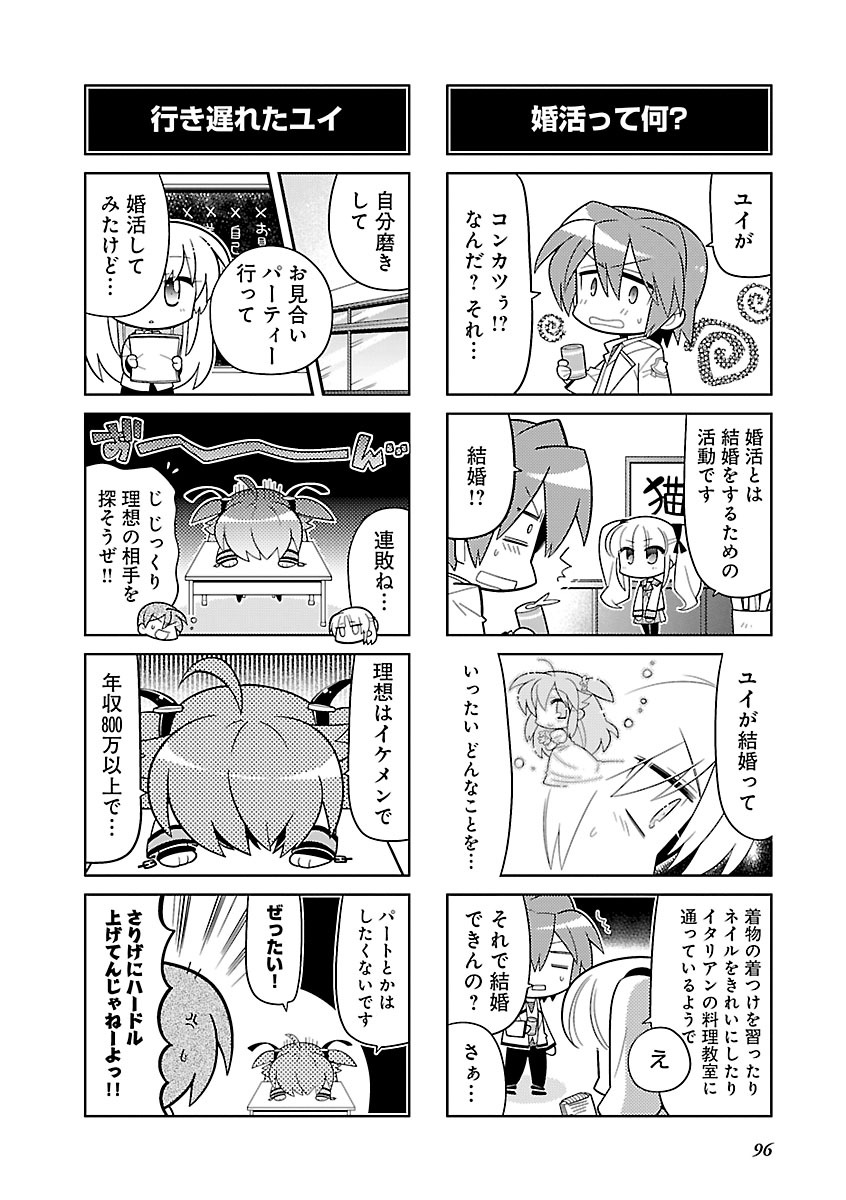 婚活って何?
ユイが
コンカツぅ!?
なんだ? それ…
婚活とは
結婚をするための
活動です
猫
結婚!?
ユイが結婚って
いったい どんなことを…
着物の着つけを習ったり
ネイルをきれいにしたり
イタリアンの料理教室に
通っているようで
え
それで結婚
できんの?
さぁ…
行き遅れたユイ
自分磨き
して
お見合い
パーティー
行って
婚活して
みたけど…
×お見
×自己
×
×
ずーーーん…
連敗ね…
じ じっくり
理想の相手を
探そうぜ!!
理想はイケメンで
年収800万以上で…
パートとかは
したくないです
ぜったい!
さりげにハードル
上げてんじゃねーよっ!!
96